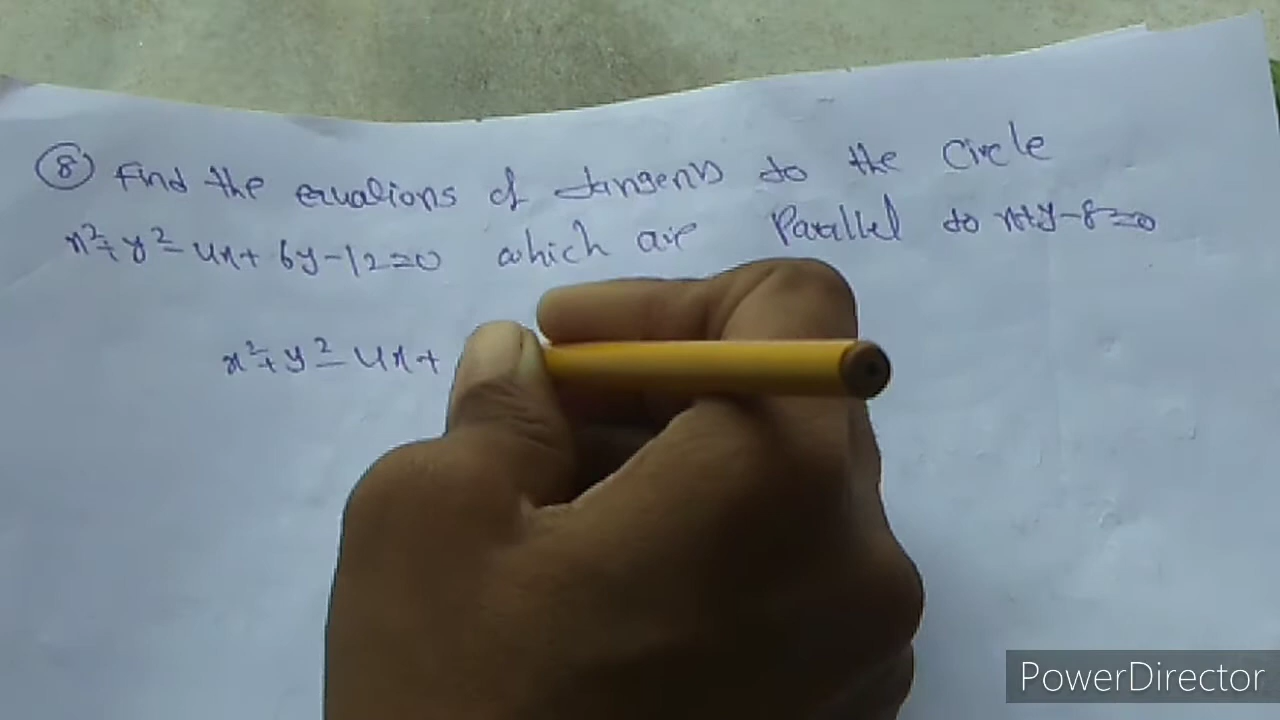 ⑧ Find the equations of tangents to the Circle
x²+y²-4x+6y-12=0 which are Parallel to x+y-8=0
x²+y²-4x+
PowerDirector